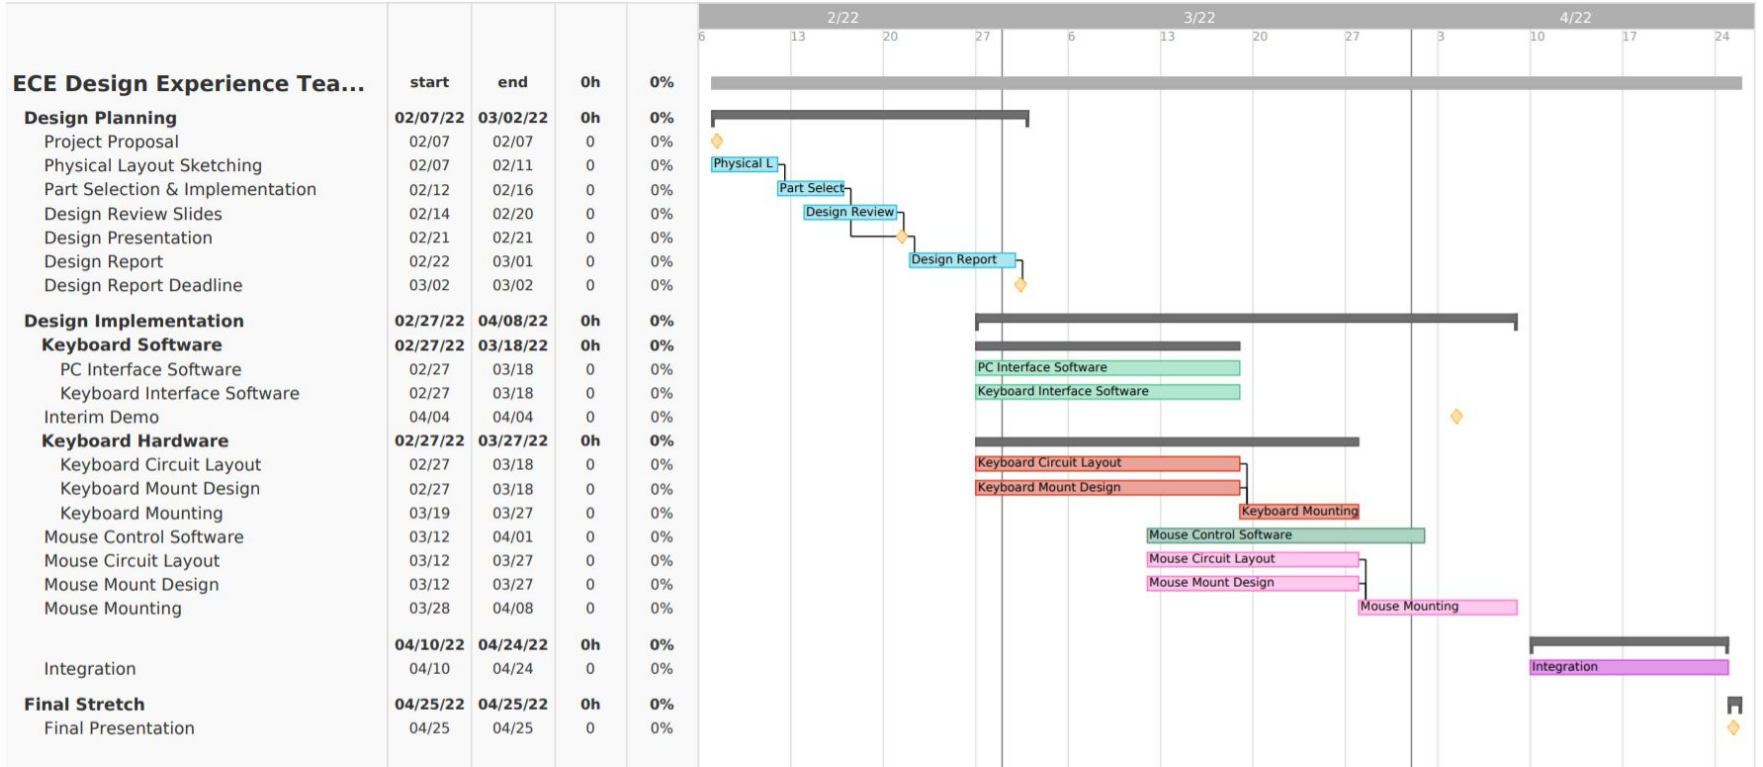 2/22 3/22 4/22
6 13 20 27 6 13 20 27 3 10 17 24
ECE Design Experience Tea... start end 0h 0%
Design Planning 02/07/22 03/02/22 0h 0%
Project Proposal 02/07 02/07 0 0%
Physical Layout Sketching 02/07 02/11 0 0% Physical L
Part Selection & Implementation 02/12 02/16 0 0% Part Select
Design Review Slides 02/14 02/20 0 0% Design Review
Design Presentation 02/21 02/21 0 0%
Design Report 02/22 03/01 0 0% Design Report
Design Report Deadline 03/02 03/02 0 0%
Design Implementation 02/27/22 04/08/22 0h 0%
Keyboard Software 02/27/22 03/18/22 0h 0%
PC Interface Software 02/27 03/18 0 0% PC Interface Software
Keyboard Interface Software 02/27 03/18 0 0% Keyboard Interface Software
Interim Demo 04/04 04/04 0 0%
Keyboard Hardware 02/27/22 03/27/22 0h 0%
Keyboard Circuit Layout 02/27 03/18 0 0% Keyboard Circuit Layout
Keyboard Mount Design 02/27 03/18 0 0% Keyboard Mount Design
Keyboard Mounting 03/19 03/27 0 0% Keyboard Mounting
Mouse Control Software 03/12 04/01 0 0% Mouse Control Software
Mouse Circuit Layout 03/12 03/27 0 0% Mouse Circuit Layout
Mouse Mount Design 03/12 03/27 0 0% Mouse Mount Design
Mouse Mounting 03/28 04/08 0 0% Mouse Mounting
04/10/22 04/24/22 0h 0%
Integration 04/10 04/24 0 0% Integration
Final Stretch 04/25/22 04/25/22 0h 0%
Final Presentation 04/25 04/25 0 0%